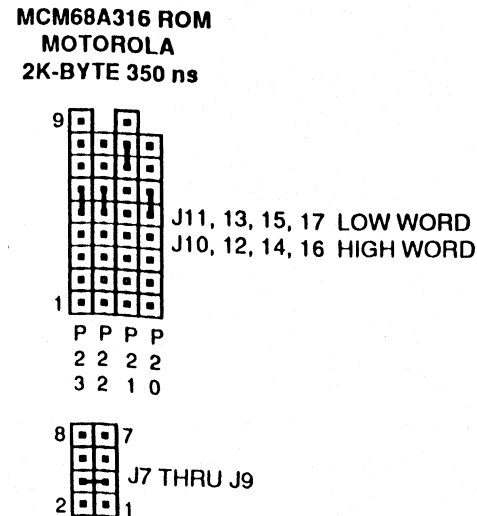 MCM68A316 ROM
MOTOROLA
2K-BYTE 350 ns
9
J11, 13, 15, 17 LOW WORD
J10, 12, 14, 16 HIGH WORD
1
P P P P
2 2 2 2
3 2 1 0
8 7
J7 THRU J9
2 1